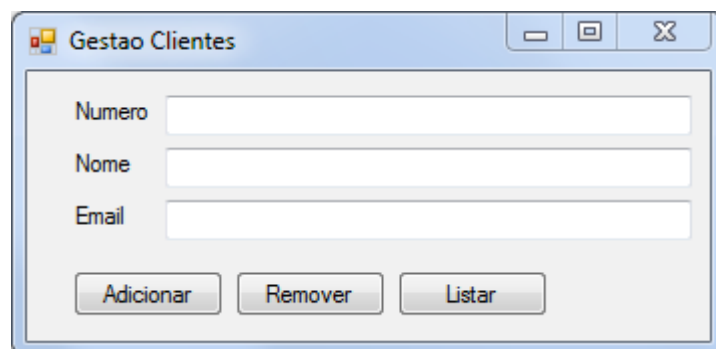 Gestao Clientes
Numero
Nome
Email
Adicionar Remover Listar